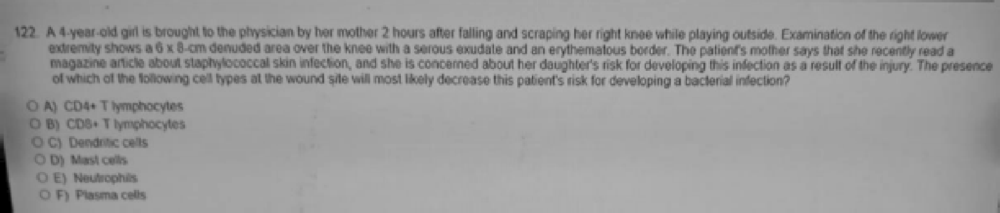 122. A 4-year-old girl is brought to the physician by her mother 2 hours after falling and scraping her right knee while playing outside. Examination of the right lower
extremity shows a 6 x 8-cm denuded area over the knee with a serous exudate and an erythematous border. The patient's mother says that she recently read a
magazine article about staphylococcal skin infection, and she is concerned about her daughter's risk for developing this infection as a result of the injury. The presence
of which of the following cell types at the wound site will most likely decrease this patient's risk for developing a bacterial infection?
A) CD4+ T lymphocytes
B) CD8+ T lymphocytes
C) Dendritic cells
D) Mast cells
E) Neutrophils
F) Plasma cells